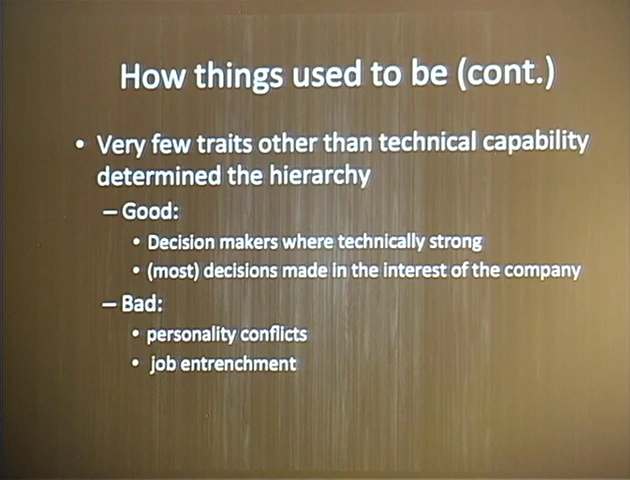 How things used to be (cont.)
• Very few traits other than technical capability
determined the hierarchy
– Good:
• Decision makers where technically strong
• (most) decisions made in the interest of the company
– Bad:
• personality conflicts
• job entrenchment